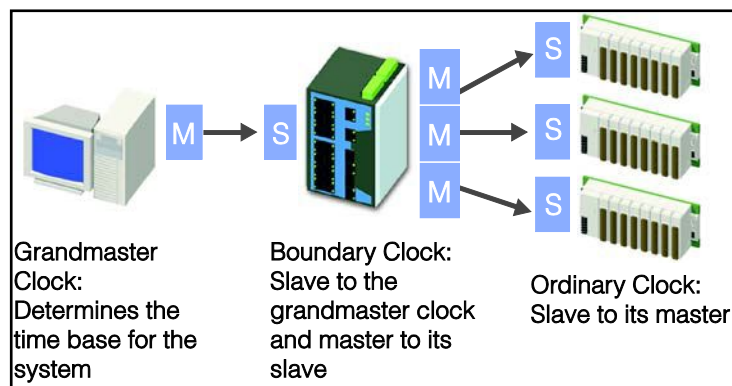 M
S
M
M
M
S
S
S
Grandmaster
Clock:
Determines the
time base for the
system
Boundary Clock:
Slave to the
grandmaster clock
and master to its
slave
Ordinary Clock:
Slave to its master